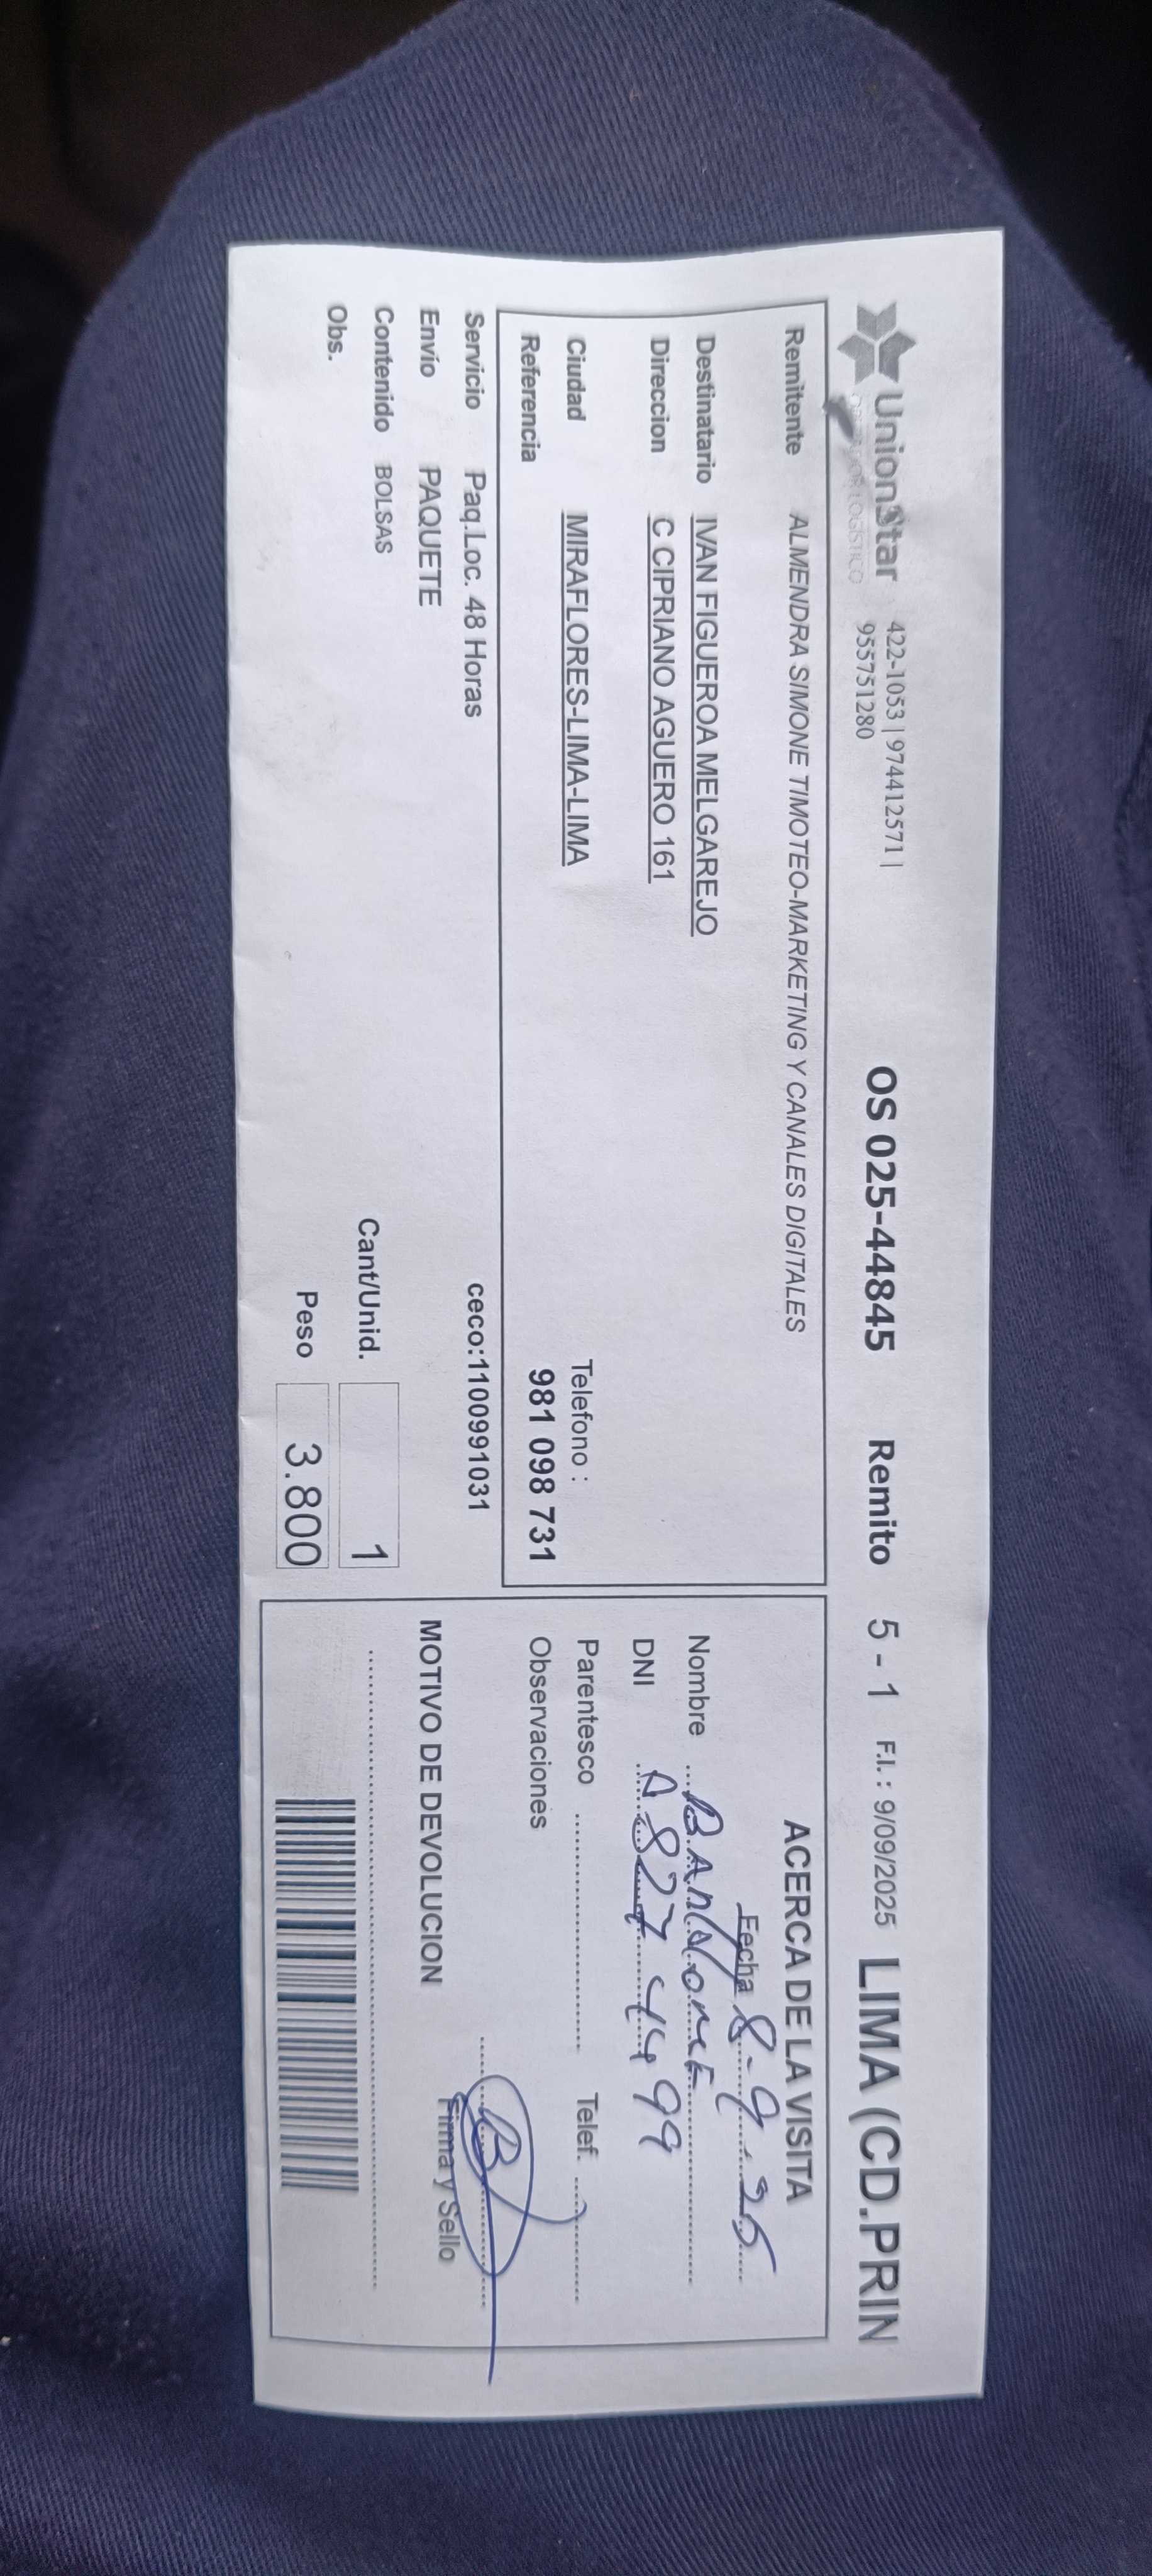 UnionStar 422-1053 | 974412571 | OS 025-44845 Remito 5 - 1 F.I. : 9/09/2025 LIMA (CD.PRIN
OPERADOR LOGISTICO 955751280
Remitente ALMENDRA SIMONE TIMOTEO-MARKETING Y CANALES DIGITALES
Destinatario IVAN FIGUEROA MELGAREJO
Direccion C CIPRIANO AGUERO 161
Ciudad MIRAFLORES-LIMA-LIMA
Telefono :
Referencia 981 098 731
Servicio Paq.Loc. 48 Horas ceco:1100991031
Envío PAQUETE
Contenido BOLSAS
Cant/Unid. 1
Obs.
Peso 3.800
ACERCA DE LA VISITA
Fecha 8-9-25
Nombre
DNI 08274499
Parentesco Telef.
Observaciones
Firma y Sello
MOTIVO DE DEVOLUCION